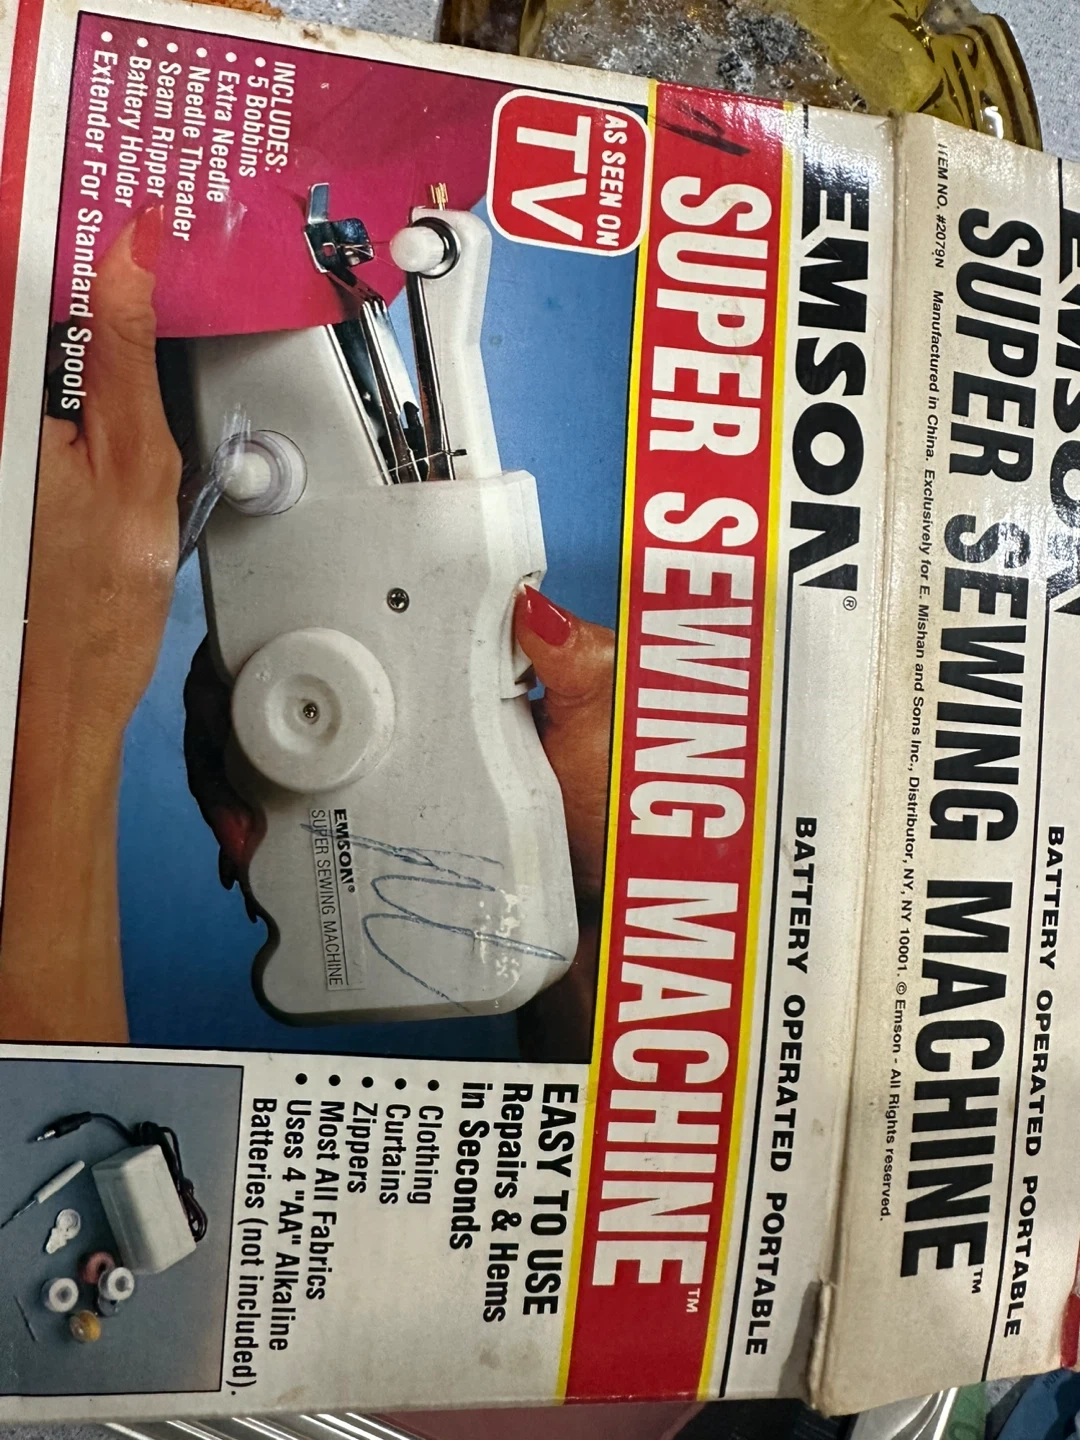 EMSON
SUPER SEWING MACHINE™
BATTERY OPERATED PORTABLE
ITEM NO. #2079N Manufactured in China. Exclusively for E. Mishan and Sons Inc., Distributor, NY, NY 10001. © Emson - All Rights reserved.
EMSON®
BATTERY OPERATED PORTABLE
SUPER SEWING MACHINE™
AS SEEN ON
TV
INCLUDES:
• 5 Bobbins
• Extra Needle
• Needle Threader
• Seam Ripper
• Battery Holder
• Extender For Standard Spools
EMSON®
SUPER SEWING MACHINE
EASY TO USE
Repairs & Hems
in Seconds
• Clothing
• Curtains
• Zippers
• Most All Fabrics
• Uses 4 "AA" Alkaline
Batteries (not included).